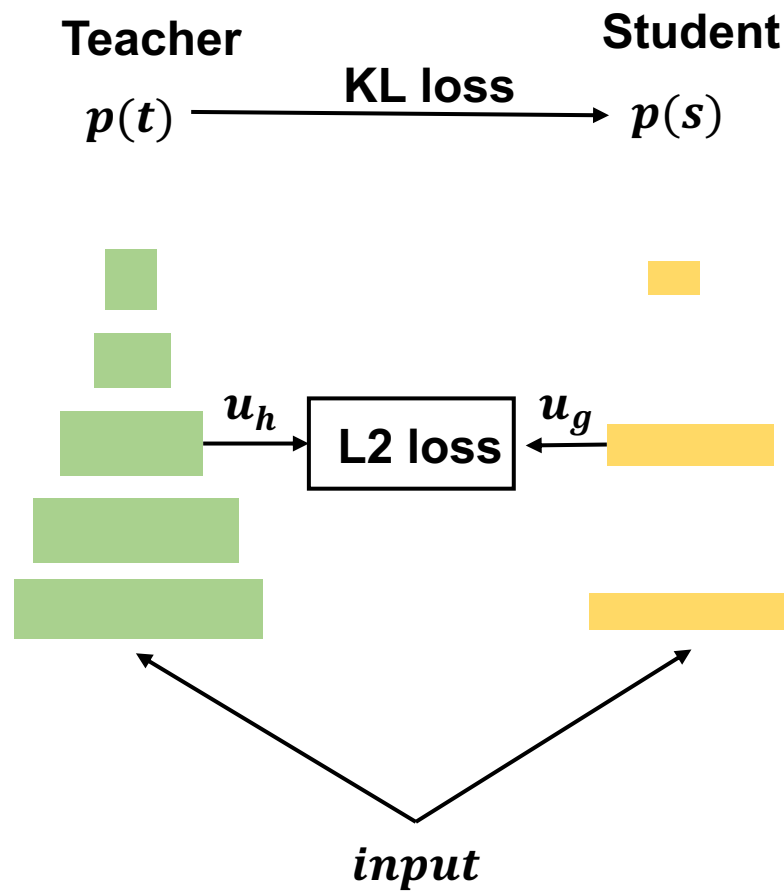 Teacher
Student
KL loss
p(t)
p(s)
u_h
L2 loss
u_g
input